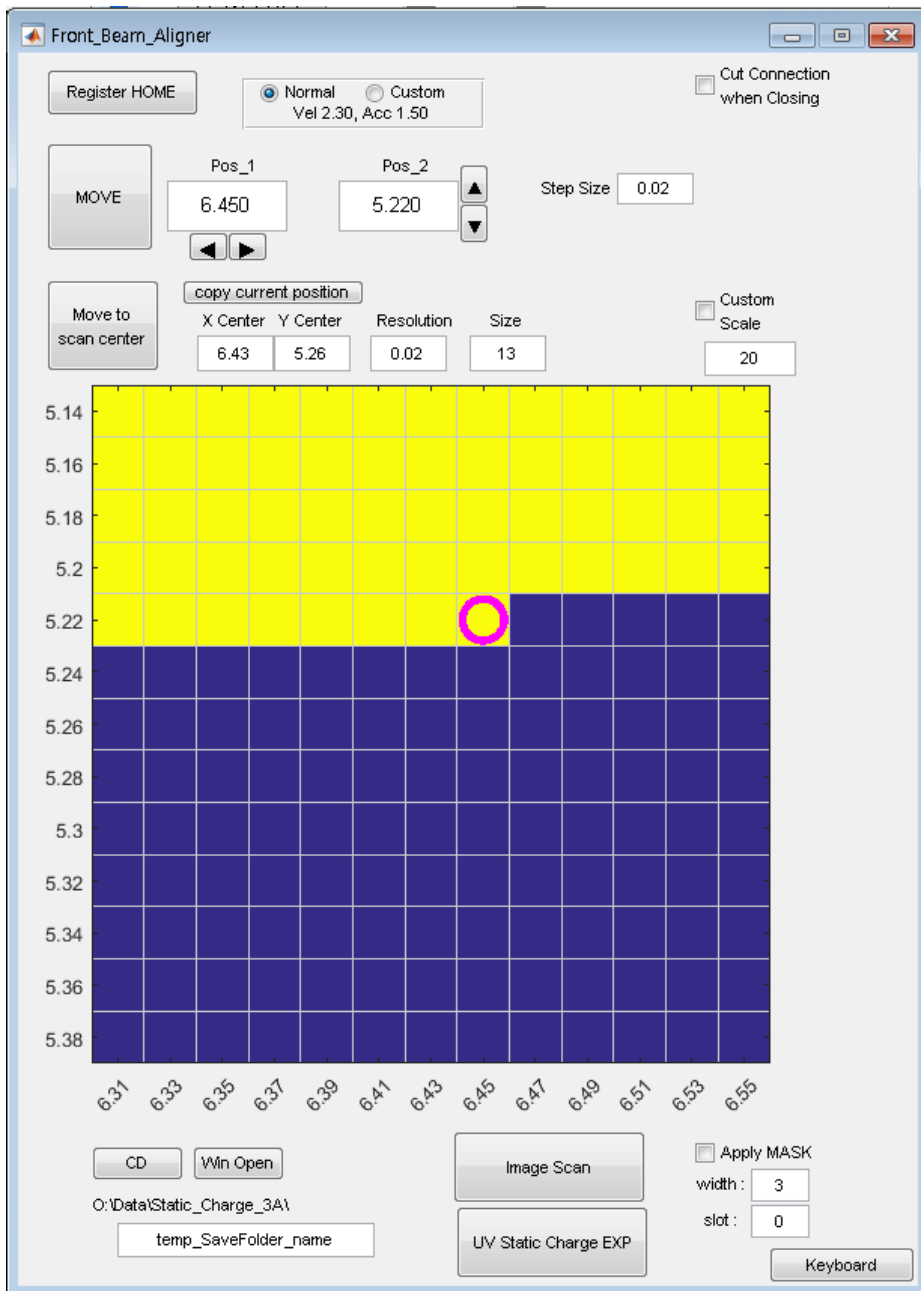 Front_Beam_Aligner
Register HOME
Normal Custom
Vel 2.30, Acc 1.50
Cut Connection
when Closing
MOVE
Pos_1 Pos_2
6.450 5.220
Step Size 0.02
Move to
scan center
copy current position
X Center Y Center Resolution Size
6.43 5.26 0.02 13
Custom
Scale
20
5.14
5.16
5.18
5.2
5.22
5.24
5.26
5.28
5.3
5.32
5.34
5.36
5.38
6.31 6.33 6.35 6.37 6.39 6.41 6.43 6.45 6.47 6.49 6.51 6.53 6.55
CD Win Open
O:\Data\Static_Charge_3A\
temp_SaveFolder_name
Image Scan
UV Static Charge EXP
Apply MASK
width : 3
slot : 0
Keyboard